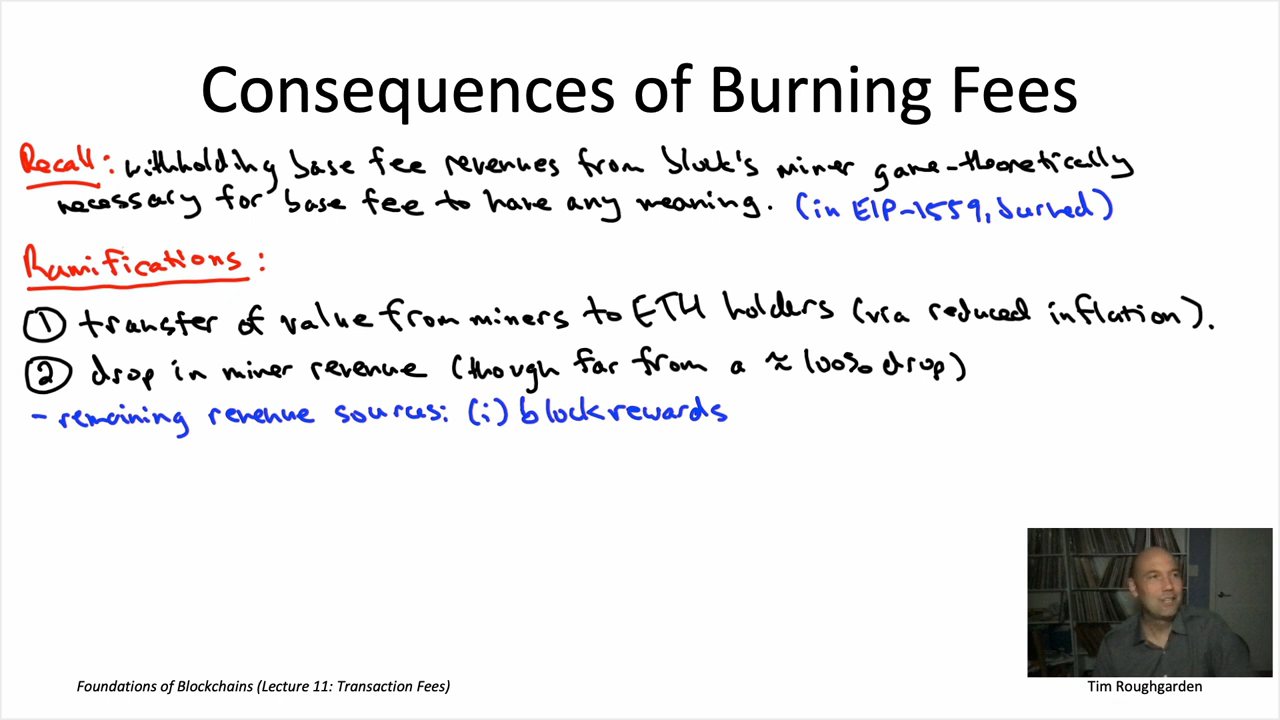 Consequences of Burning Fees
Recall: withholding base fee revenues from block's miner game-theoretically
necessary for base fee to have any meaning. (in EIP-1559, burned)
Ramifications:
① transfer of value from miners to ETH holders (via reduced inflation).
② drop in miner revenue (though far from a ≈ 100% drop)
- remaining revenue sources: (i) block rewards
Foundations of Blockchains (Lecture 11: Transaction Fees)
Tim Roughgarden